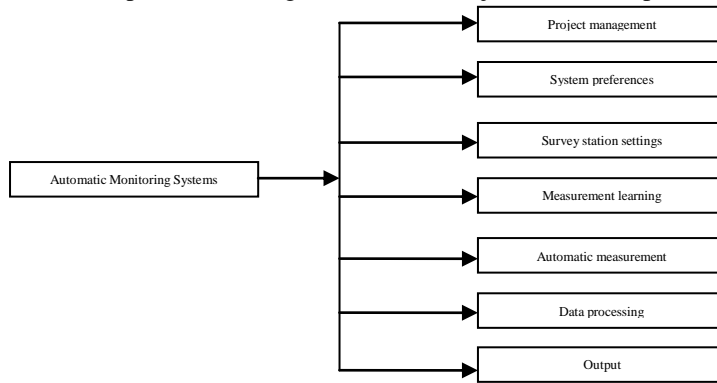 Project management
System preferences
Survey station settings
Automatic Monitoring Systems
Measurement learning
Automatic measurement
Data processing
Output